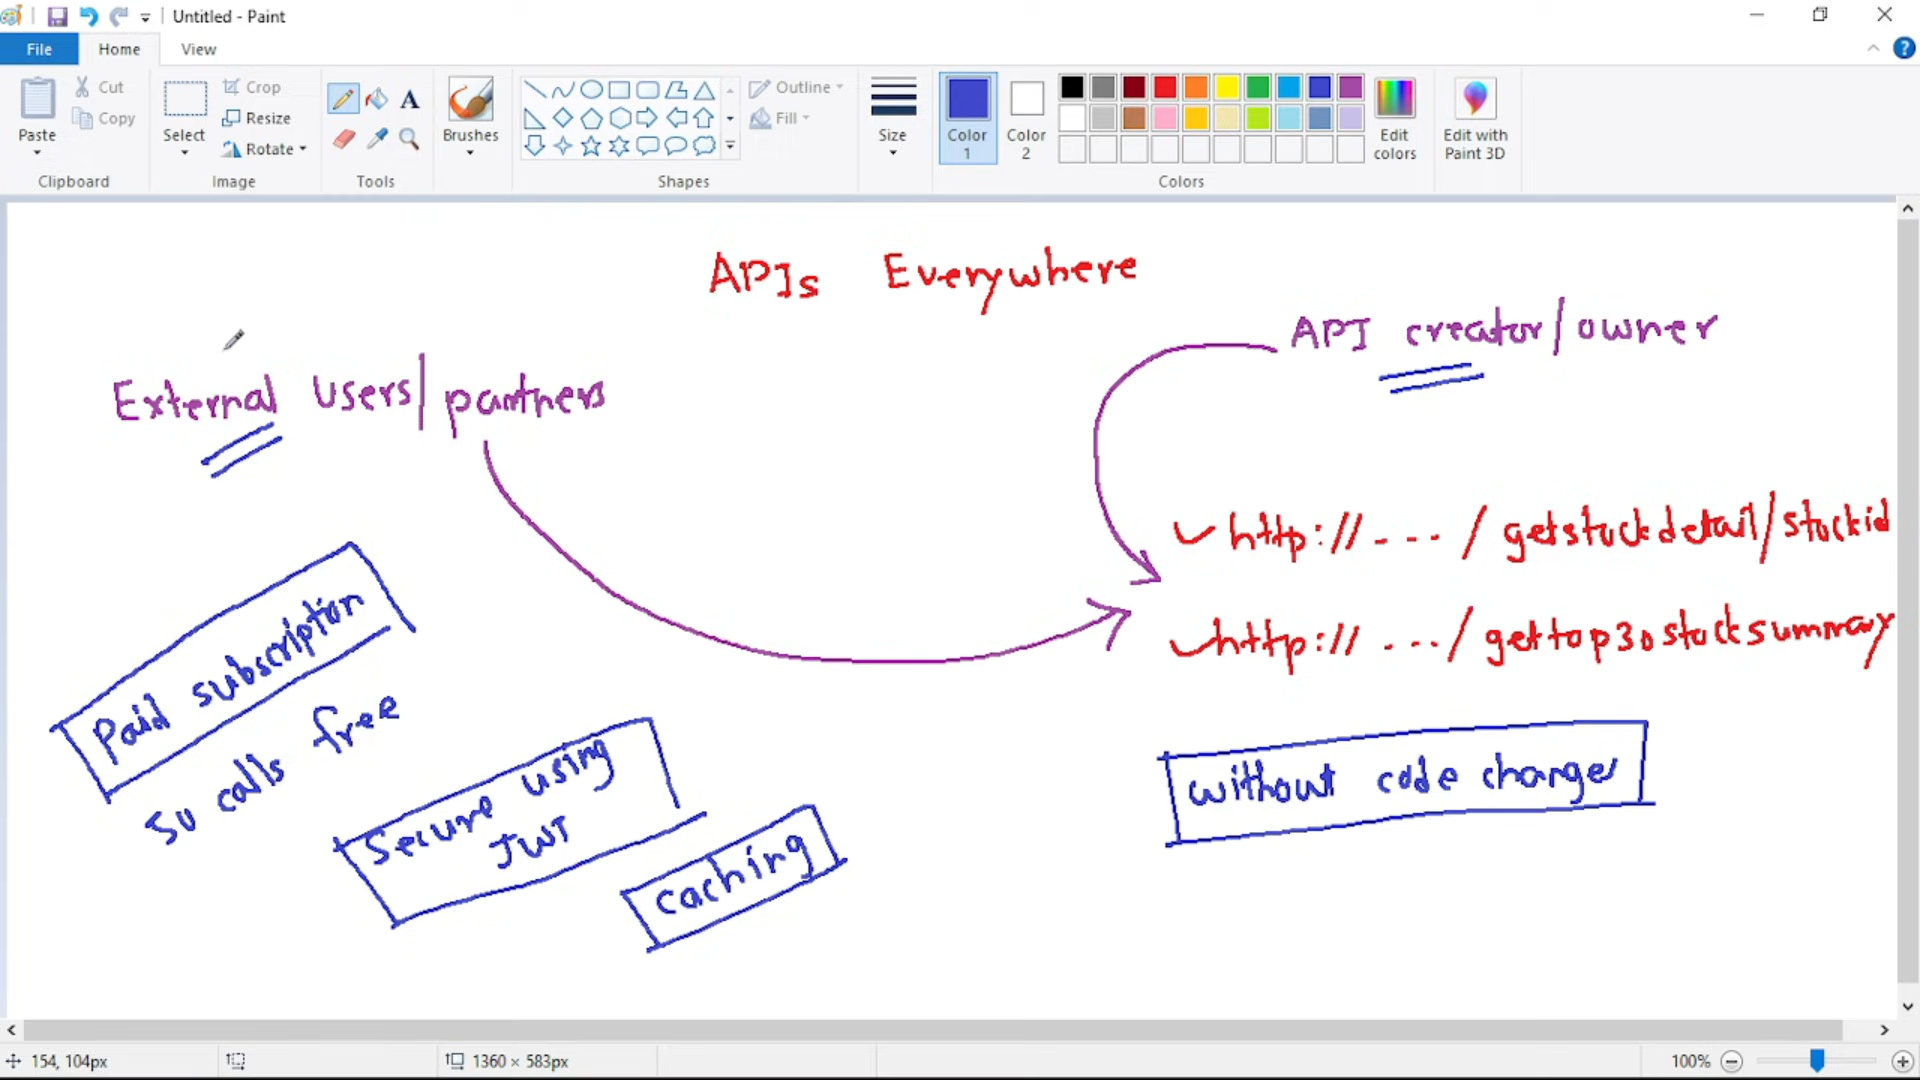 Untitled - Paint
File Home View
Paste
Cut
Copy
Clipboard
Select
Crop
Resize
Rotate
Image
A
Tools
Brushes
Shapes
Outline
Fill
Size
Color 1
Color 2
Edit colors
Colors
Edit with Paint 3D
?
APIs Everywhere
API creator/owner
External users/partners
http://---/getstockdetail/stockid
http://.../gettop30stocksummary
Paid subscription
50 calls free
Secure using
JWT
caching
without code change
154, 104px
1360 × 583px
100%